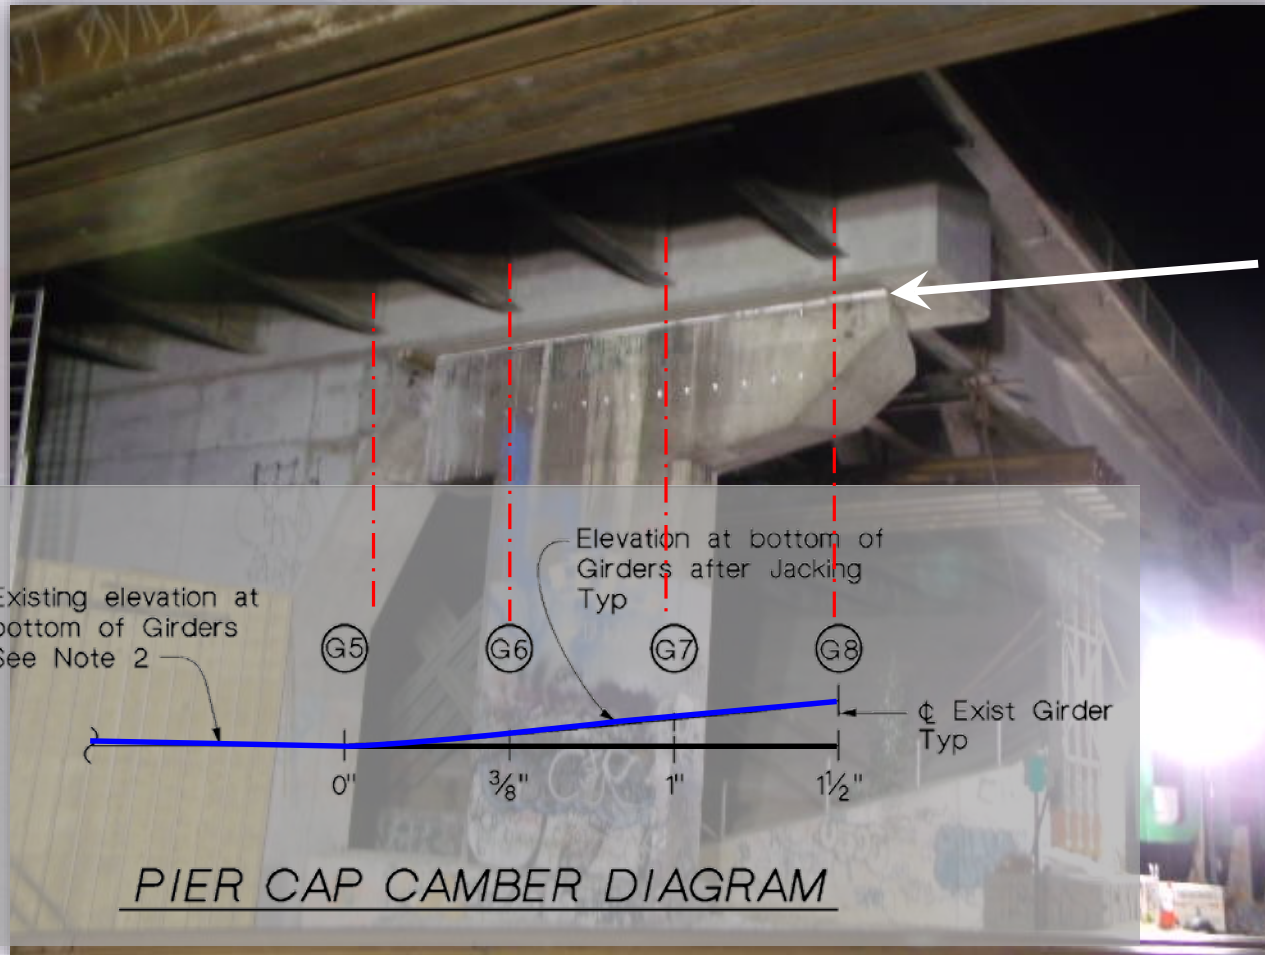 Elevation at bottom of
Girders after Jacking
Typ
Existing elevation at
bottom of Girders
See Note 2
G5
G6
G7
G8
℄ Exist Girder
Typ
0"
3/8"
1"
1½"
PIER CAP CAMBER DIAGRAM